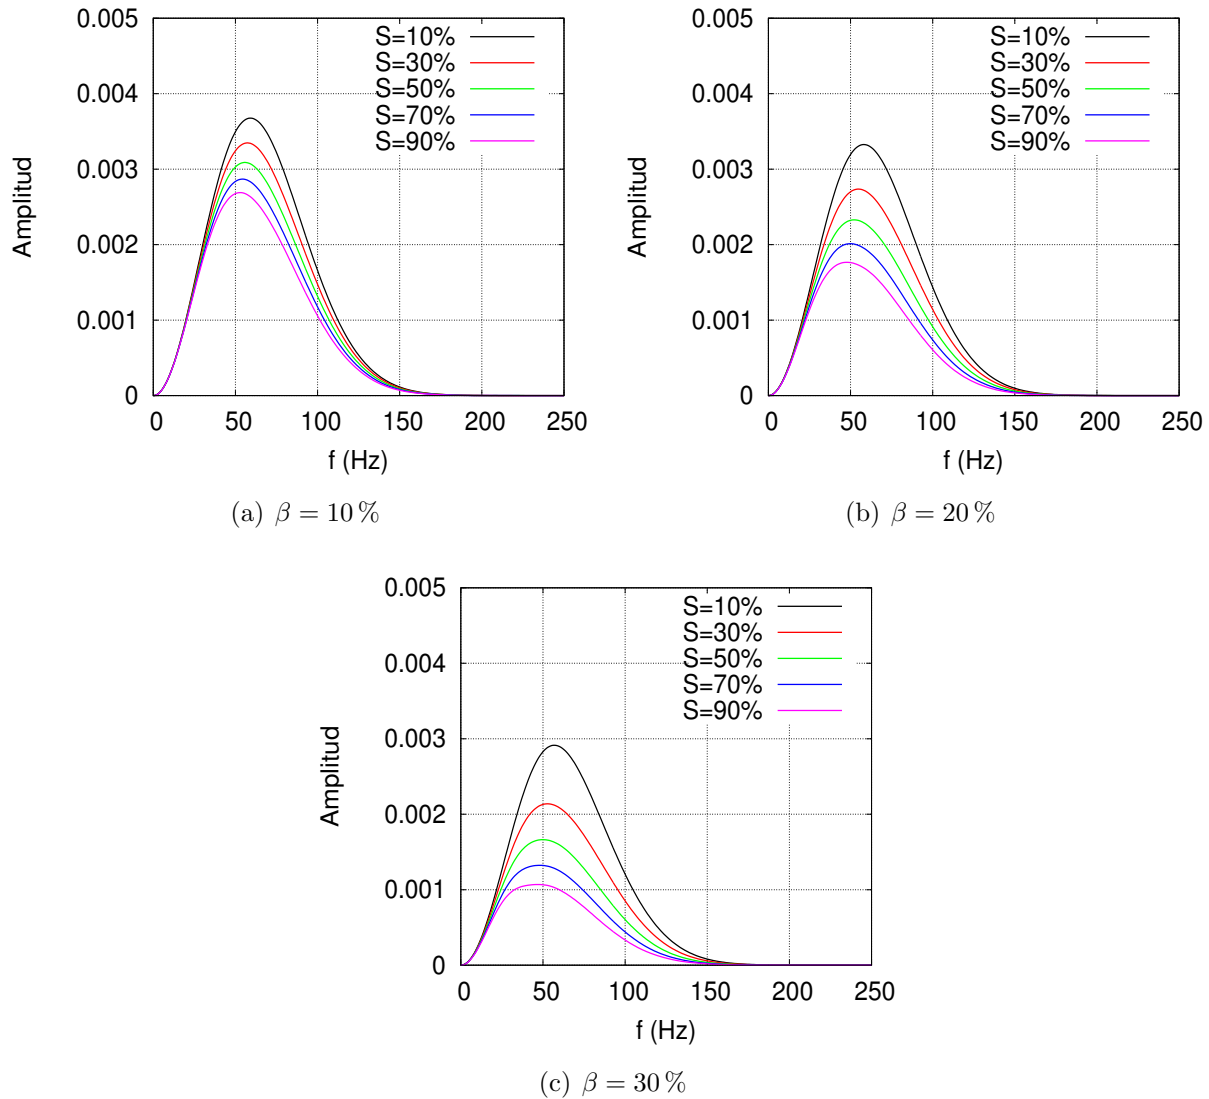 0.005
0.004
0.003
0.002
0.001
0
Amplitud
S=10%
S=30%
S=50%
S=70%
S=90%
0 50 100 150 200 250
f (Hz)
(a) β = 10 %
0.005
0.004
0.003
0.002
0.001
0
Amplitud
S=10%
S=30%
S=50%
S=70%
S=90%
0 50 100 150 200 250
f (Hz)
(b) β = 20 %
0.005
0.004
0.003
0.002
0.001
0
Amplitud
S=10%
S=30%
S=50%
S=70%
S=90%
0 50 100 150 200 250
f (Hz)
(c) β = 30 %